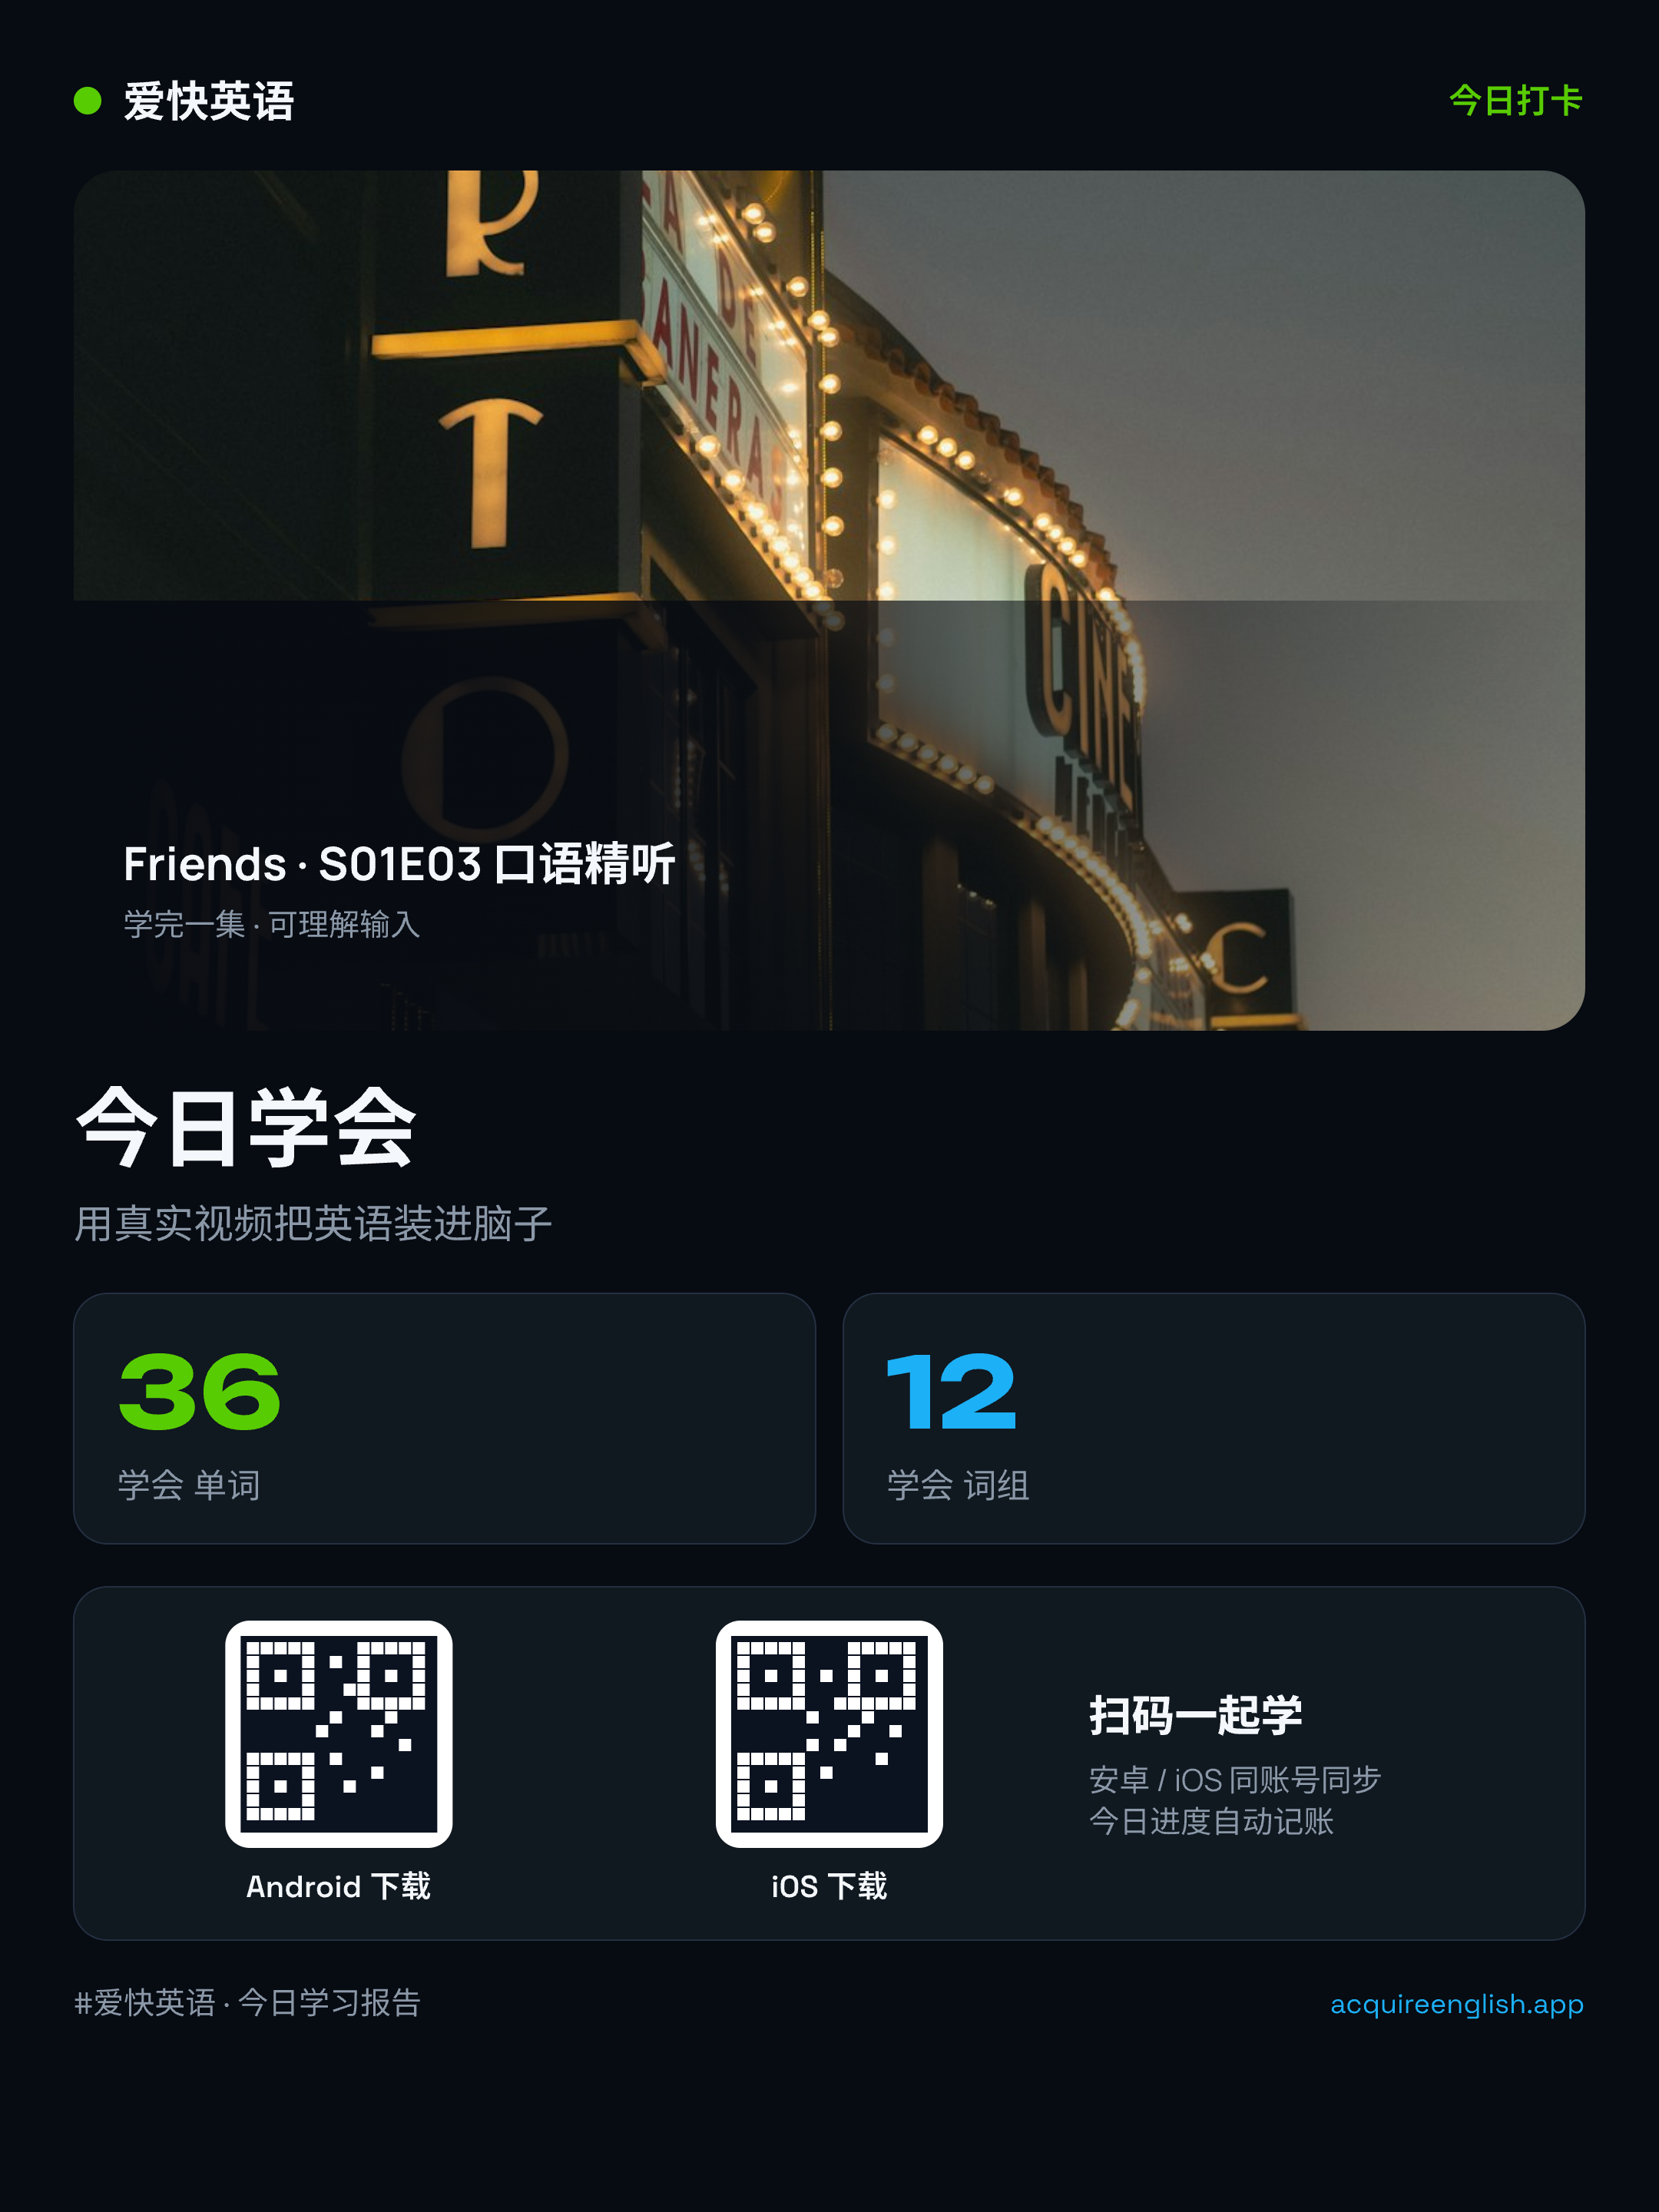 爱快英语
今日打卡
R
T
O
DE
ANERAS
CINE
C
Friends · S01E03 口语精听
学完一集 · 可理解输入
今日学会
用真实视频把英语装进脑子
36
学会 单词
12
学会 词组
扫码一起学
安卓 / iOS 同账号同步
今日进度自动记账
Android 下载
iOS 下载
#爱快英语 · 今日学习报告
acquireenglish.app